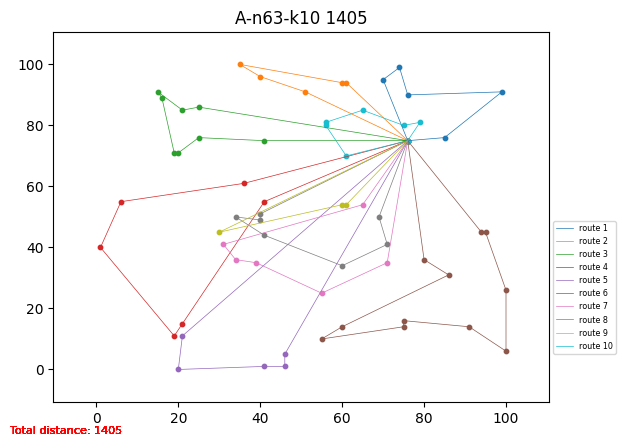 A-n63-k10 1405
100
80
60
40
20
0
0 20 40 60 80 100
route 1
route 2
route 3
route 4
route 5
route 6
route 7
route 8
route 9
route 10
Total distance: 1405